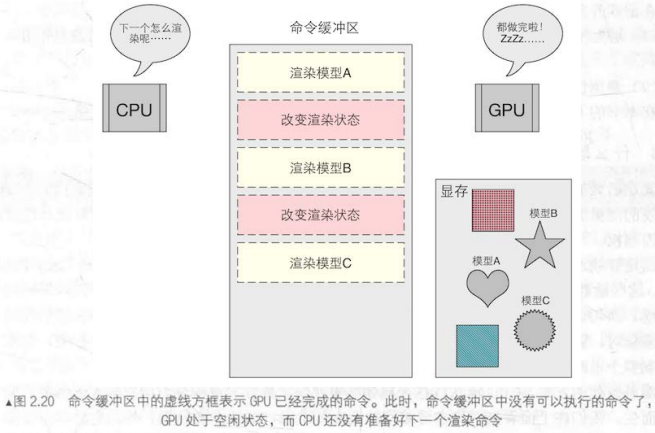 下一个怎么渲
染呢……
命令缓冲区
都做完啦！
ZzZz……
CPU
GPU
渲染模型A
改变渲染状态
渲染模型B
改变渲染状态
渲染模型C
显存
模型B
模型A
模型C
▲图 2.20 命令缓冲区中的虚线方框表示 GPU 已经完成的命令。此时，命令缓冲区中没有可以执行的命令了，
GPU 处于空闲状态，而 CPU 还没有准备好下一个渲染命令